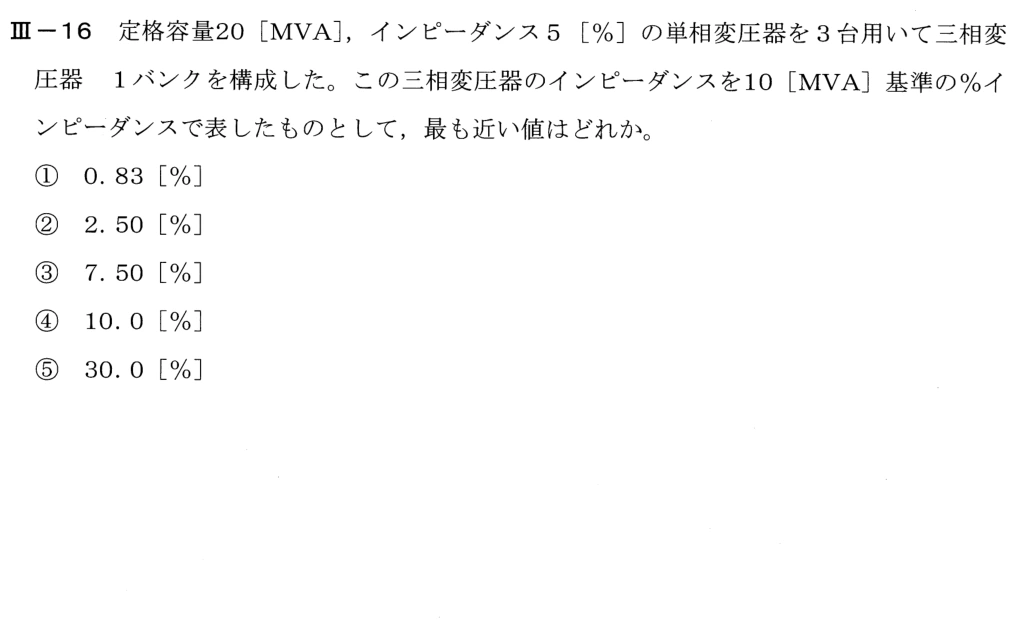 Ⅲ－16 定格容量20［MVA］，インピーダンス５［％］の単相変圧器を３台用いて三相変
圧器　１バンクを構成した。この三相変圧器のインピーダンスを10［MVA］基準の％イ
ンピーダンスで表したものとして，最も近い値はどれか。
① 0. 83［％］
② 2. 50［％］
③ 7. 50［％］
④ 10. 0［％］
⑤ 30. 0［％］